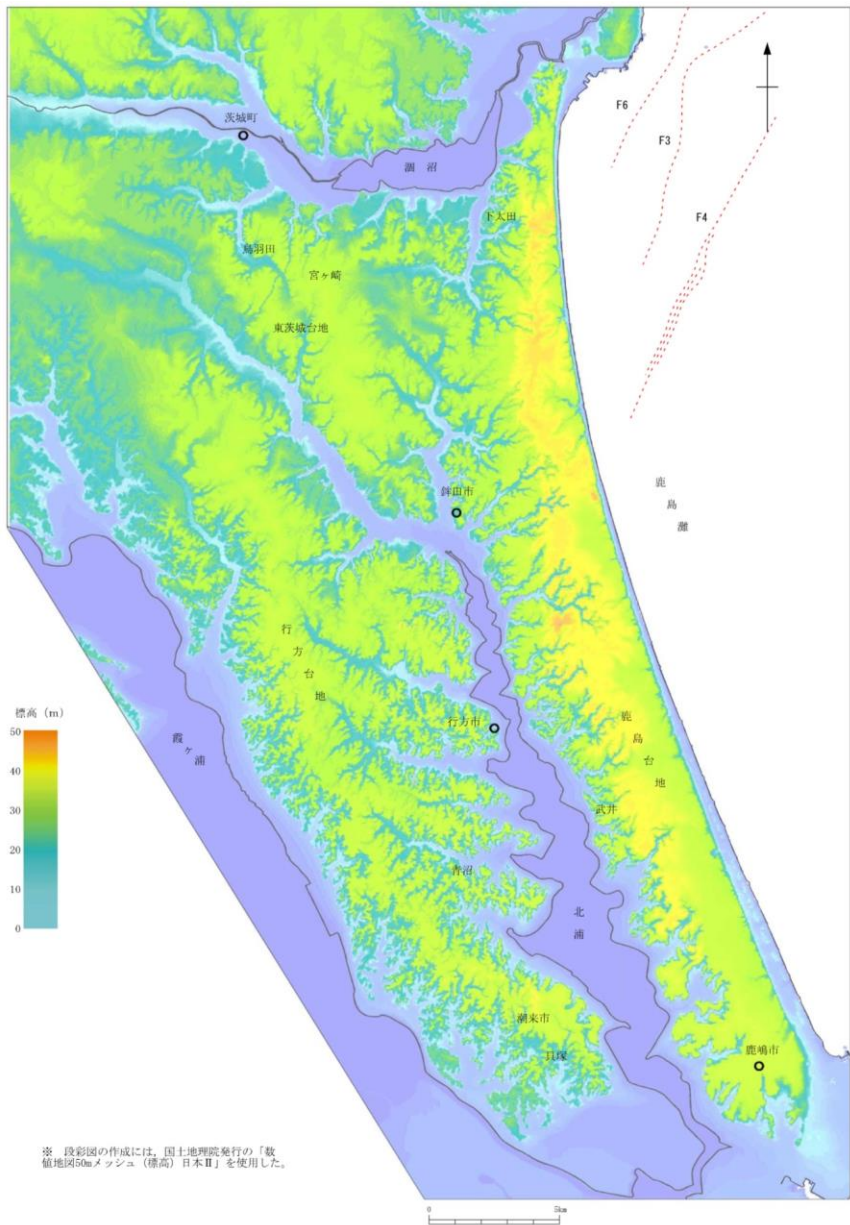 F6
F3
F4
茨城町
涸沼
下太田
鳥羽田
宮ヶ崎
東茨城台地
鹿島灘
鉾田市
行方台地
行方市
鹿島台地
霞ヶ浦
武井
青沼
北浦
潮来市
貝塚
鹿嶋市
標高(m)
50
40
30
20
10
0
※ 段彩図の作成には,国土地理院発行の「数
値地図50mメッシュ(標高)日本Ⅱ」を使用した。
0 5km